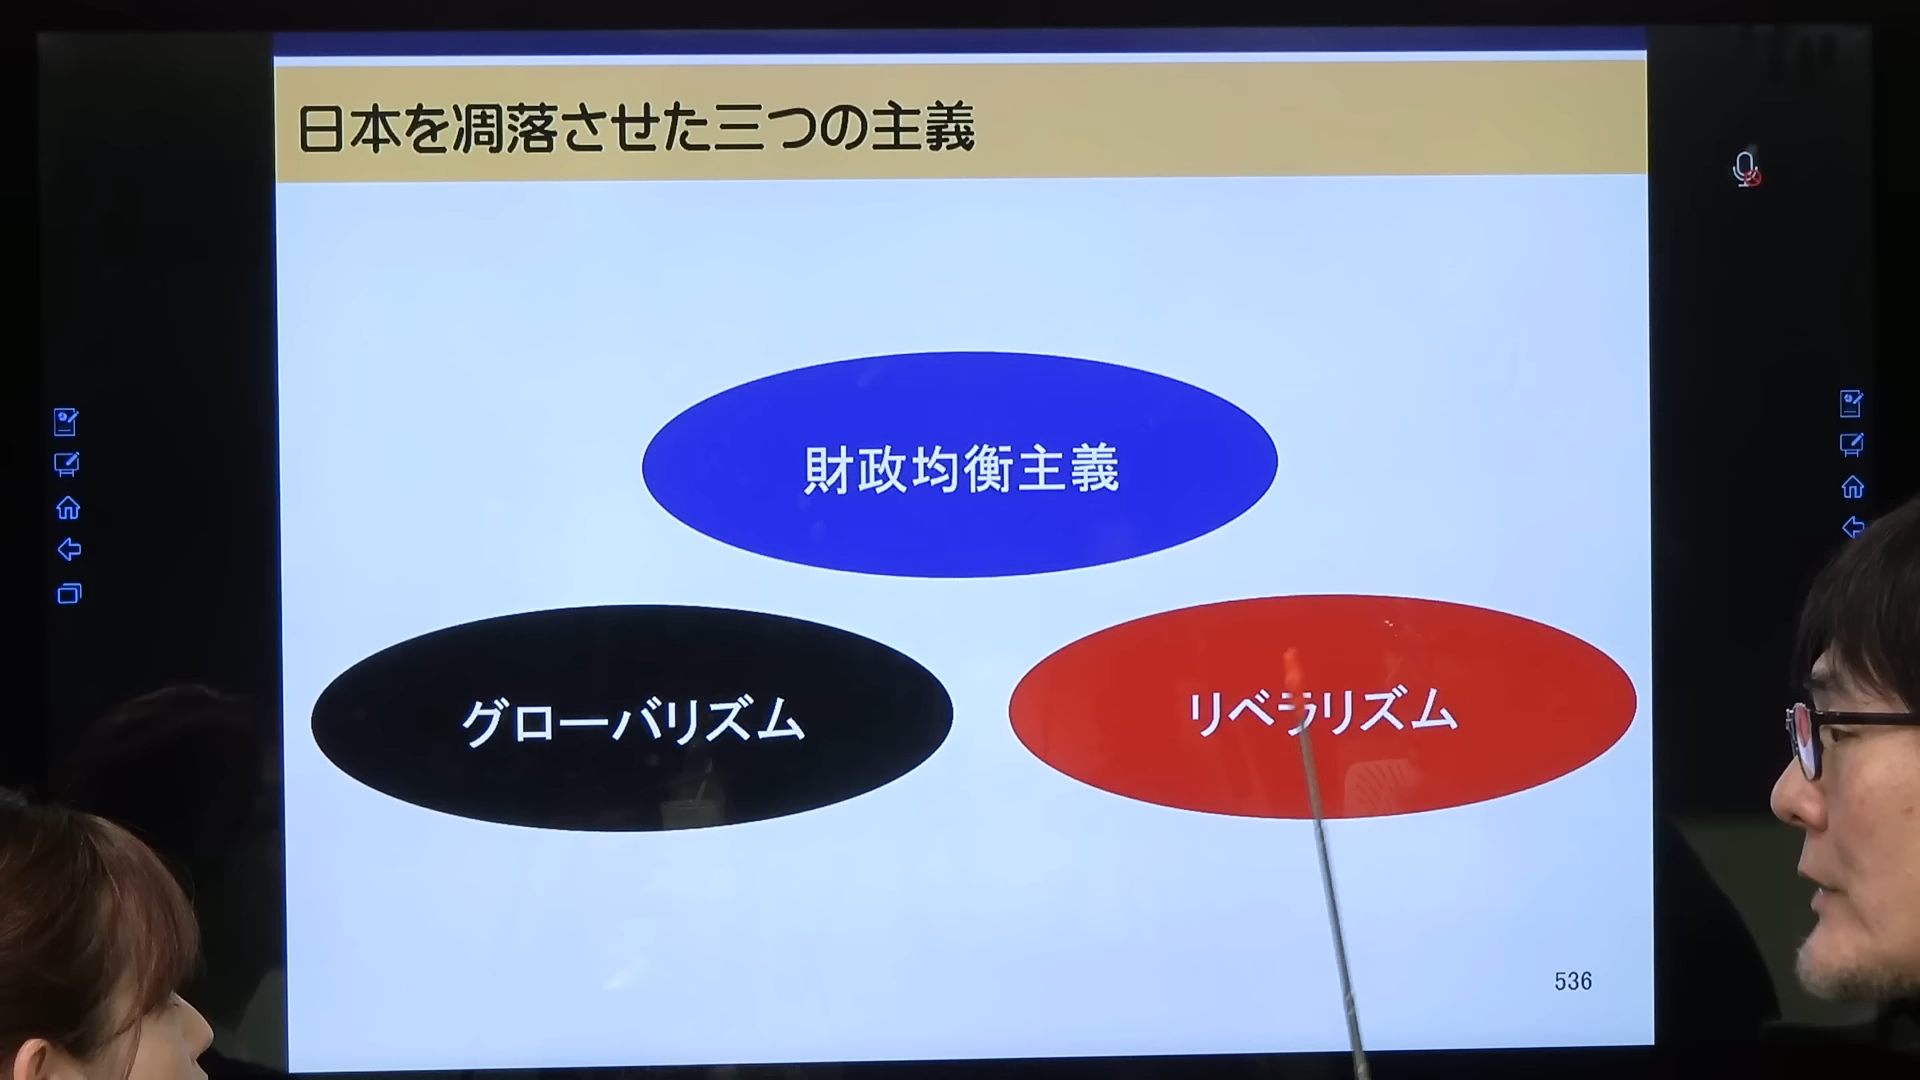 日本を凋落させた三つの主義
財政均衡主義
グローバリズム
リベラリズム
536